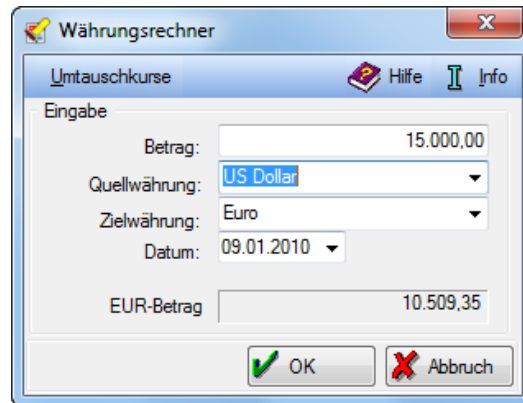 Währungsrechner
Umtauschkurse Hilfe Info
Eingabe
Betrag: 15.000,00
Quellwährung: US Dollar
Zielwährung: Euro
Datum: 09.01.2010
EUR-Betrag 10.509,35
OK Abbruch